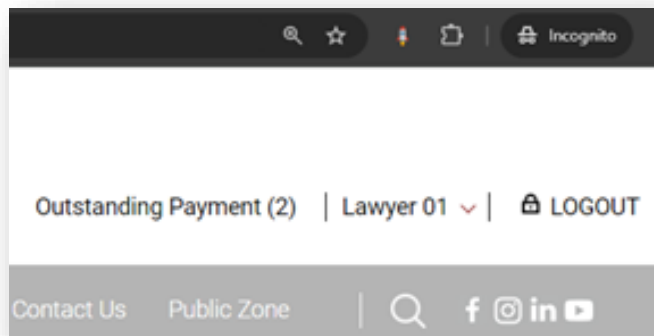 Incognito
Outstanding Payment (2) | Lawyer 01 | LOGOUT
Contact Us Public Zone